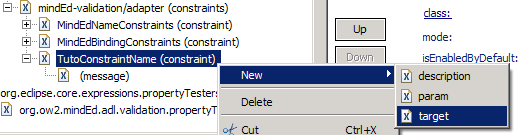 mindEd-validation/adapter (constraints)
MindEdNameConstraints (constraint)
MindEdBindingConstraints (constraint)
TutoConstraintName (constraint)
(message)
org.eclipse.core.expressions.propertyTesters
org.ow2.mindEd.adl.validation.propertyT
New
Delete
Cut Ctrl+X
description
param
target
Up
Down
class:
mode:
isEnabledByDefault: